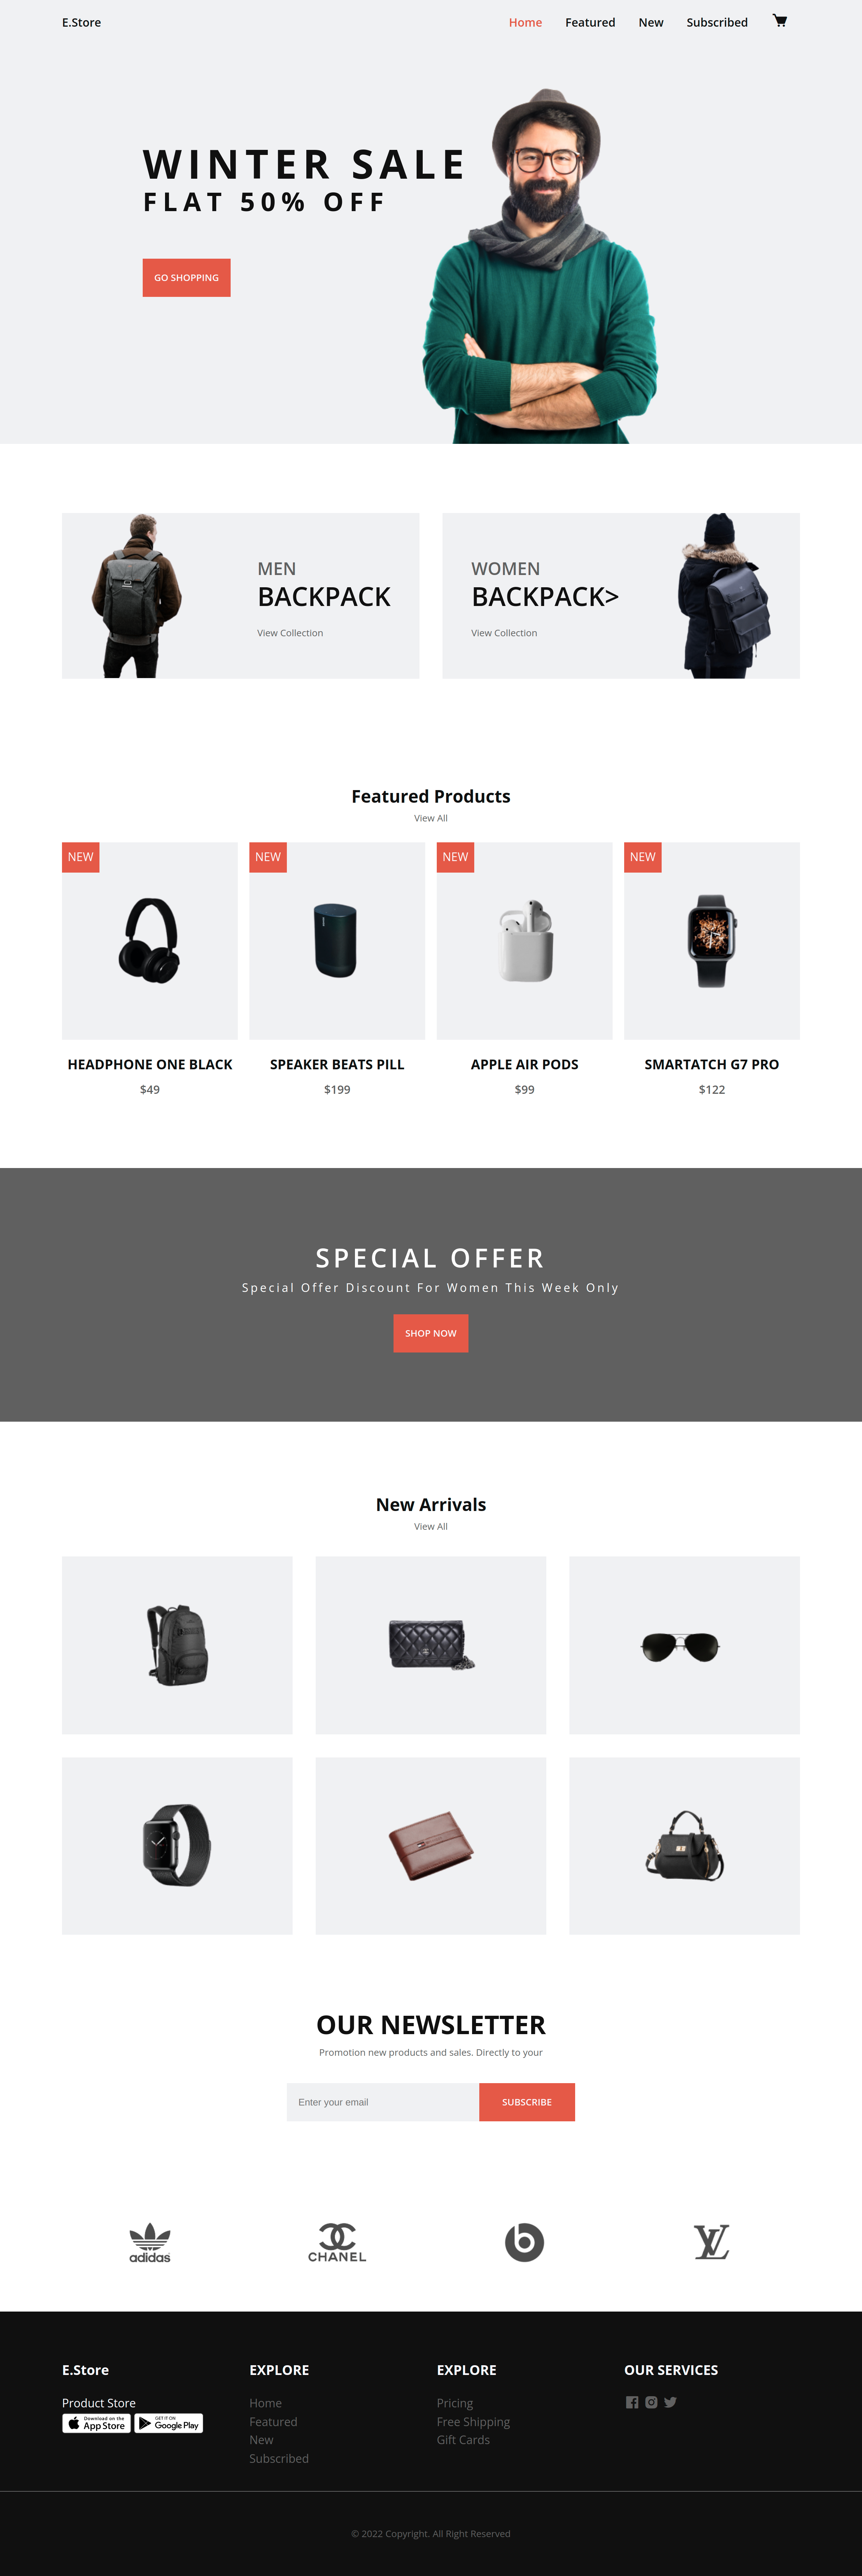 E.Store
Home Featured New Subscribed
WINTER SALE
FLAT 50% OFF
GO SHOPPING
MEN
BACKPACK
View Collection
WOMEN
BACKPACK>
View Collection
Featured Products
View All
NEW
NEW
NEW
NEW
HEADPHONE ONE BLACK
$49
SPEAKER BEATS PILL
$199
APPLE AIR PODS
$99
SMARTATCH G7 PRO
$122
SPECIAL OFFER
Special Offer Discount For Women This Week Only
SHOP NOW
New Arrivals
View All
OUR NEWSLETTER
Promotion new products and sales. Directly to your
Enter your email
SUBSCRIBE
adidas
CHANEL
b
LV
E.Store
Product Store
Download on the
App Store
GET IT ON
Google Play
EXPLORE
Home
Featured
New
Subscribed
EXPLORE
Pricing
Free Shipping
Gift Cards
OUR SERVICES
© 2022 Copyright. All Right Reserved